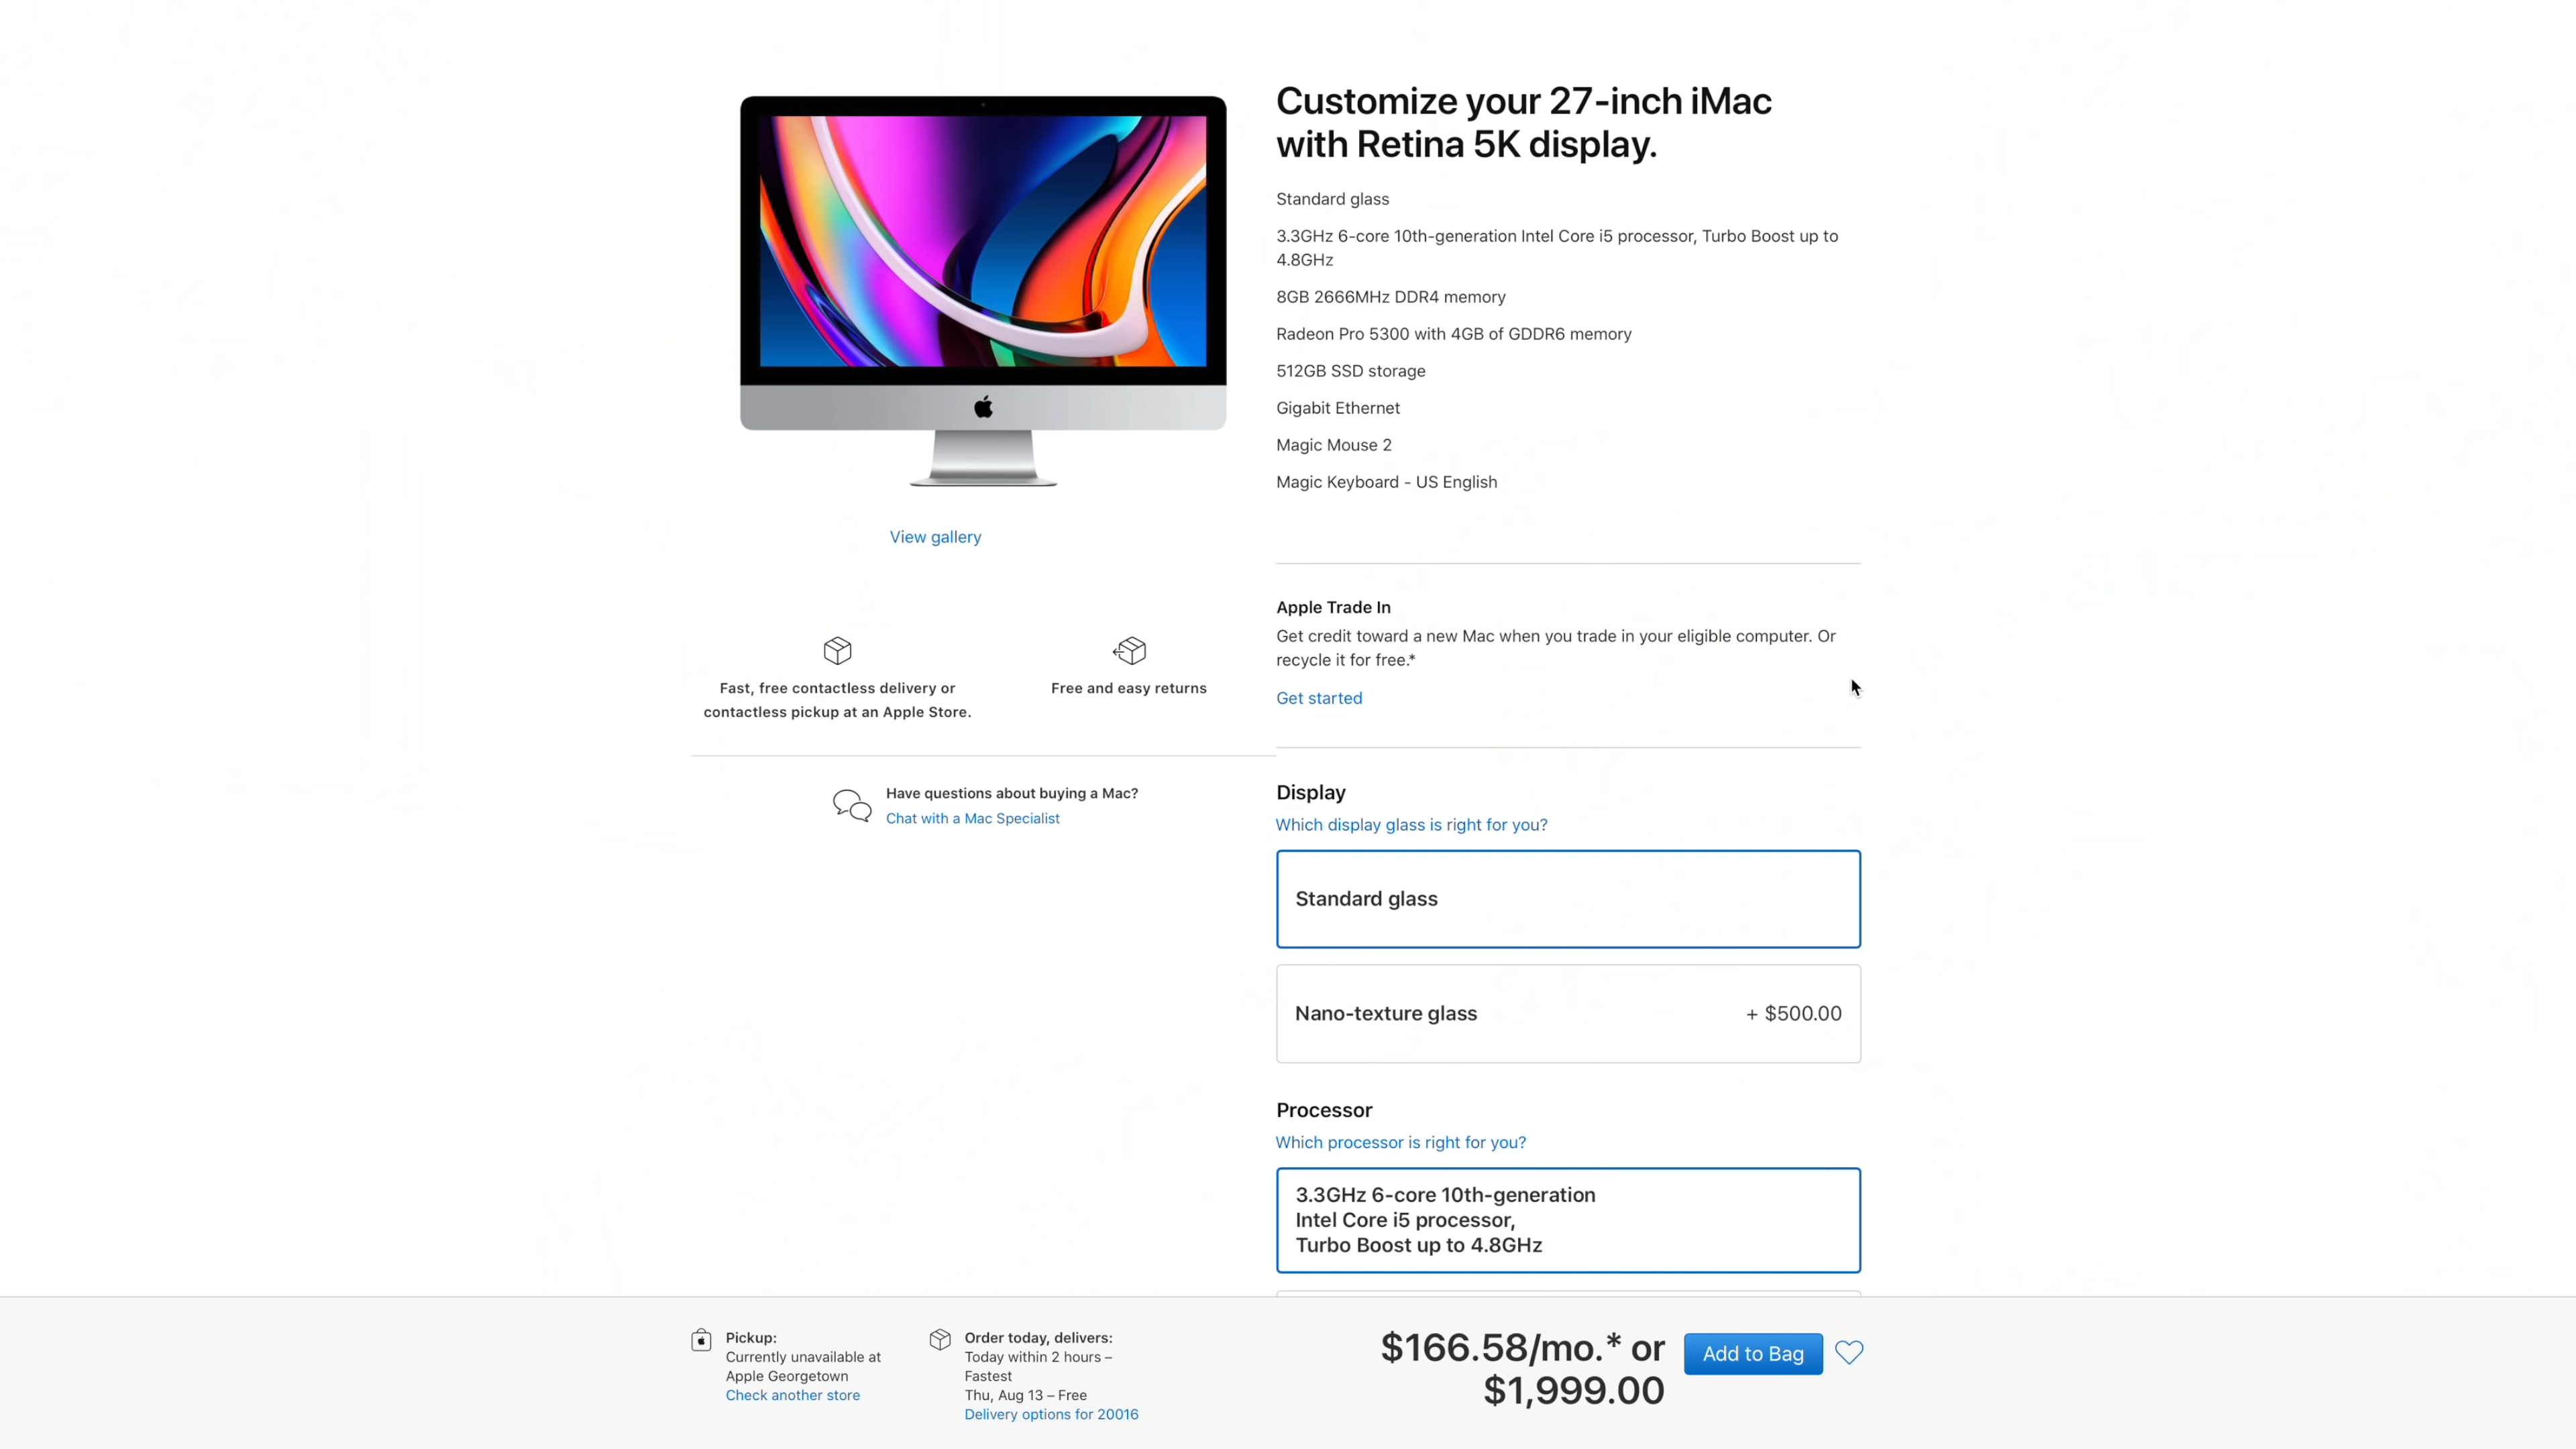 Customize your 27-inch iMac
with Retina 5K display.
Standard glass
3.3GHz 6-core 10th-generation Intel Core i5 processor, Turbo Boost up to
4.8GHz
8GB 2666MHz DDR4 memory
Radeon Pro 5300 with 4GB of GDDR6 memory
512GB SSD storage
Gigabit Ethernet
Magic Mouse 2
Magic Keyboard - US English
View gallery
Fast, free contactless delivery or
contactless pickup at an Apple Store.
Free and easy returns
Have questions about buying a Mac?
Chat with a Mac Specialist
Apple Trade In
Get credit toward a new Mac when you trade in your eligible computer. Or
recycle it for free.*
Get started
Display
Which display glass is right for you?
Standard glass
Nano-texture glass + $500.00
Processor
Which processor is right for you?
3.3GHz 6-core 10th-generation
Intel Core i5 processor,
Turbo Boost up to 4.8GHz
Pickup:
Currently unavailable at
Apple Georgetown
Check another store
Order today, delivers:
Today within 2 hours –
Fastest
Thu, Aug 13 – Free
Delivery options for 20016
$166.58/mo.* or
$1,999.00
Add to Bag